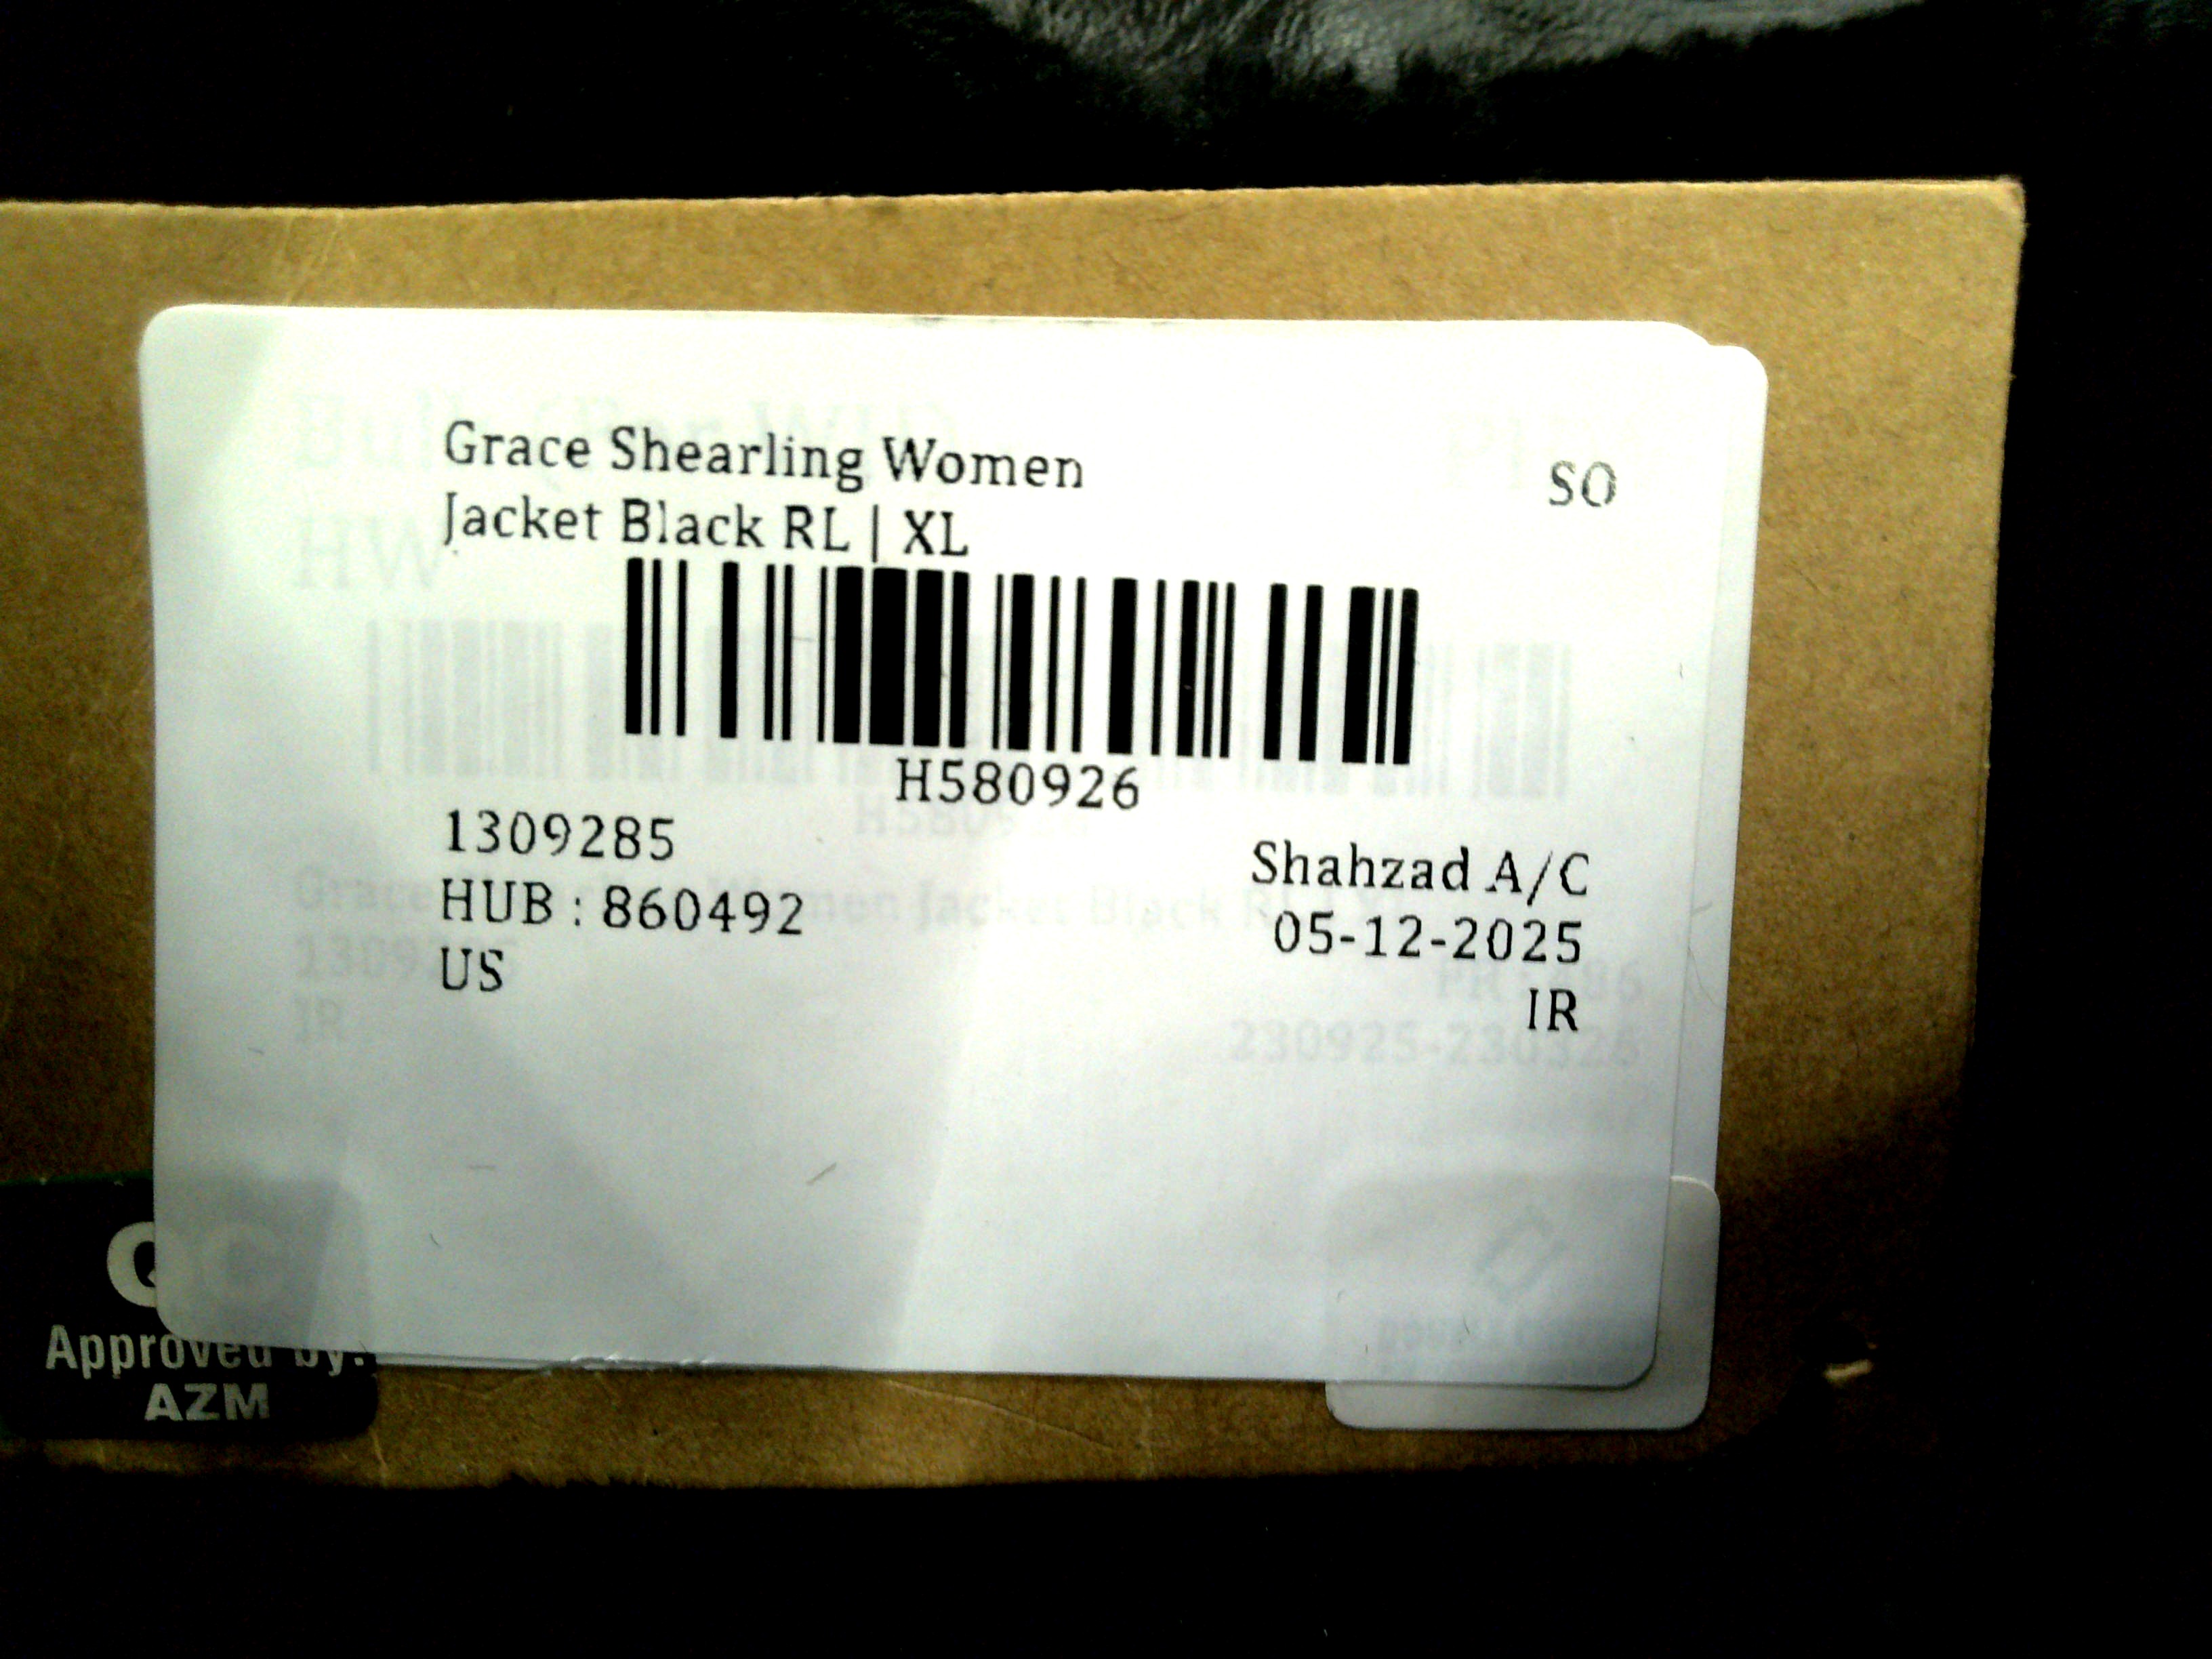 Grace Shearling Women
Jacket Black RL | XL
SO
H580926
1309285
HUB : 860492
US
Shahzad A/C
05-12-2025
IR
QC
Approved by:
AZM